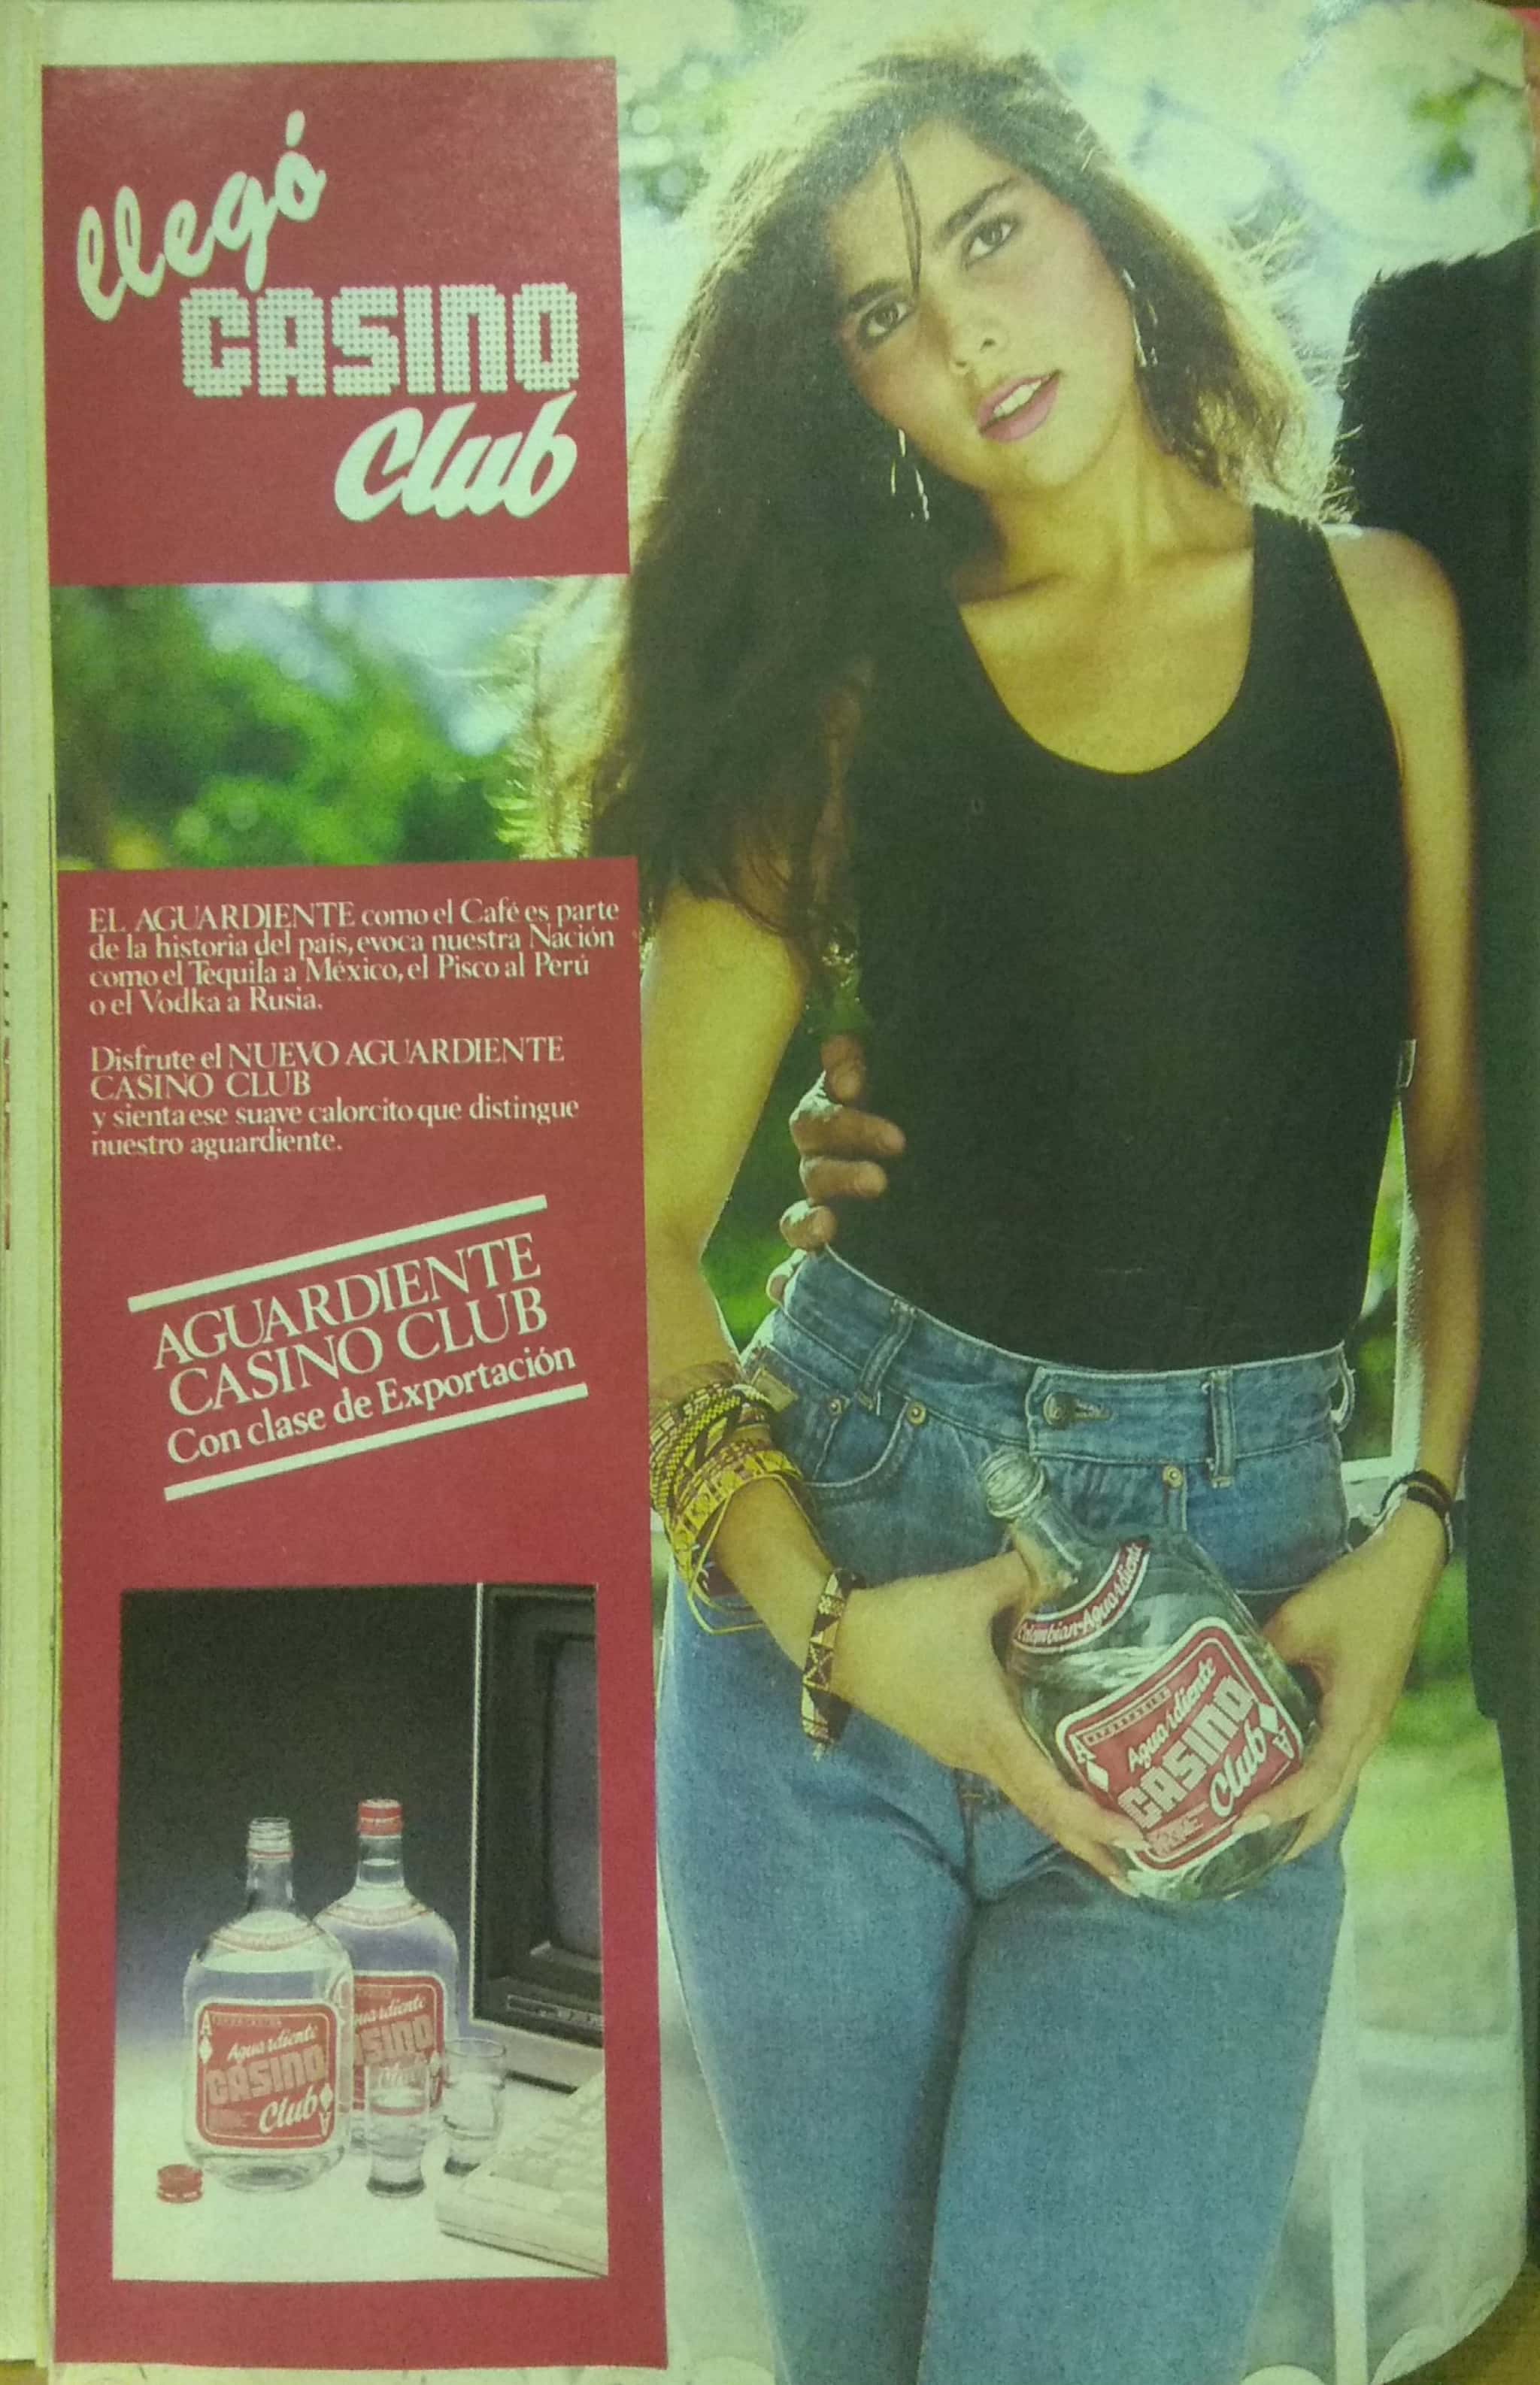 llegó
CASINO
Club
EL AGUARDIENTE como el Café es parte
de la historia del país, evoca nuestra Nación
como el Tequila a México, el Pisco al Perú
o el Vodka a Rusia.
Disfrute el NUEVO AGUARDIENTE
CASINO CLUB
y sienta ese suave calorcito que distingue
nuestro aguardiente.
AGUARDIENTE
CASINO CLUB
Con clase de Exportación
Colombian Aguardiente
A
EXPORTACION
Aguardiente
CASINO
Club
A
A
Aguardiente
CASINO
Club
A